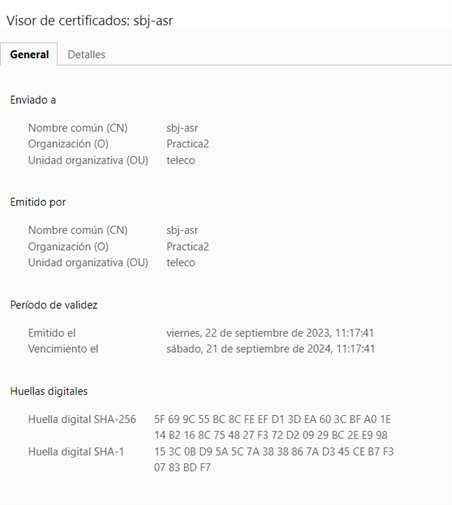 Visor de certificados: sbj-asr
General Detalles
Enviado a
Nombre común (CN) sbj-asr
Organización (O) Practica2
Unidad organizativa (OU) teleco
Emitido por
Nombre común (CN) sbj-asr
Organización (O) Practica2
Unidad organizativa (OU) teleco
Período de validez
Emitido el viernes, 22 de septiembre de 2023, 11:17:41
Vencimiento el sábado, 21 de septiembre de 2024, 11:17:41
Huellas digitales
Huella digital SHA-256 5F 69 9C 55 BC 8C FE EF D1 3D EA 60 3C BF A0 1E
14 B2 16 8C 75 48 27 F3 72 D2 09 29 BC 2E E9 98
Huella digital SHA-1 15 3C 0B D9 5A 5C 7A 38 38 86 7A D3 45 CE B7 F3
07 83 BD F7